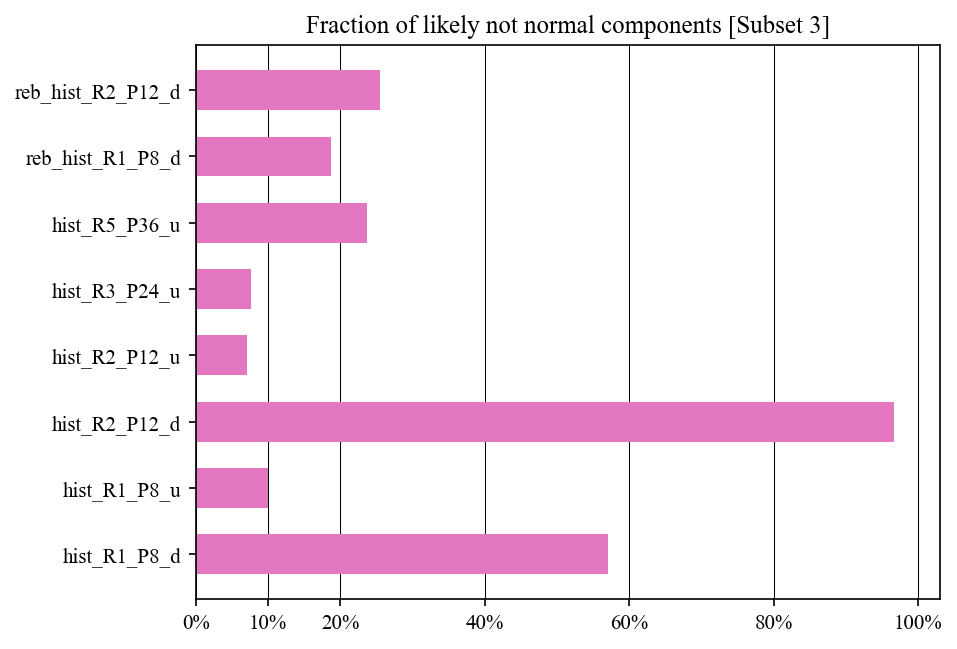 Fraction of likely not normal components [Subset 3]
reb_hist_R2_P12_d
reb_hist_R1_P8_d
hist_R5_P36_u
hist_R3_P24_u
hist_R2_P12_u
hist_R2_P12_d
hist_R1_P8_u
hist_R1_P8_d
0% 10% 20% 40% 60% 80% 100%